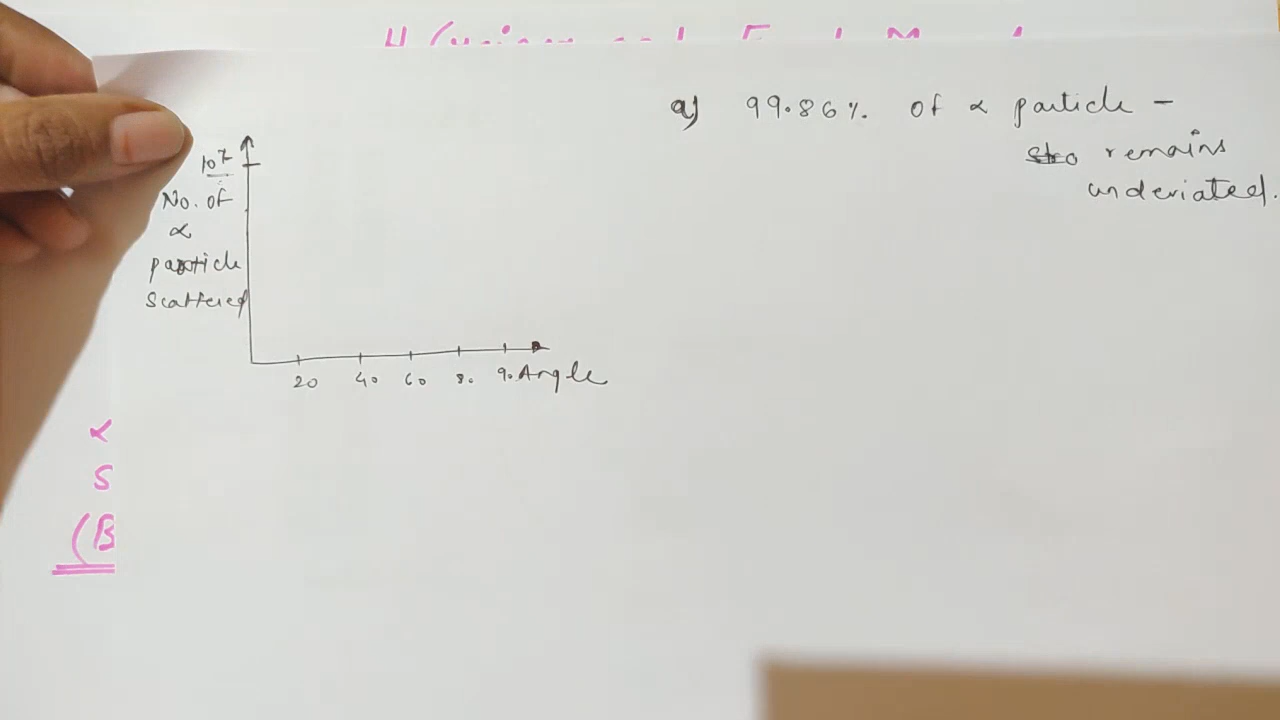 10⁷
No. of
α
particle
scattered
20 40 60 80 90 Angle
a) 99.86% of α particle –
remains
undeviated.
α
S
(B